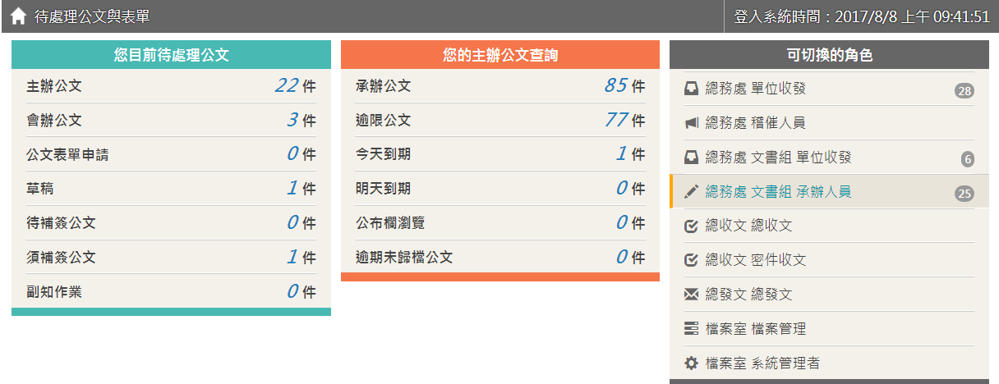 待處理公文與表單
登入系統時間：2017/8/8 上午 09:41:51
您目前待處理公文
主辦公文 22 件
會辦公文 3 件
公文表單申請 0 件
草稿 1 件
待補簽公文 0 件
須補簽公文 1 件
副知作業 0 件
您的主辦公文查詢
承辦公文 85 件
逾限公文 77 件
今天到期 1 件
明天到期 0 件
公布欄瀏覽 0 件
逾期未歸檔公文 0 件
可切換的角色
總務處 單位收發 28
總務處 稽催人員
總務處 文書組 單位收發 6
總務處 文書組 承辦人員 25
總收文 總收文
總收文 密件收文
總發文 總發文
檔案室 檔案管理
檔案室 系統管理者